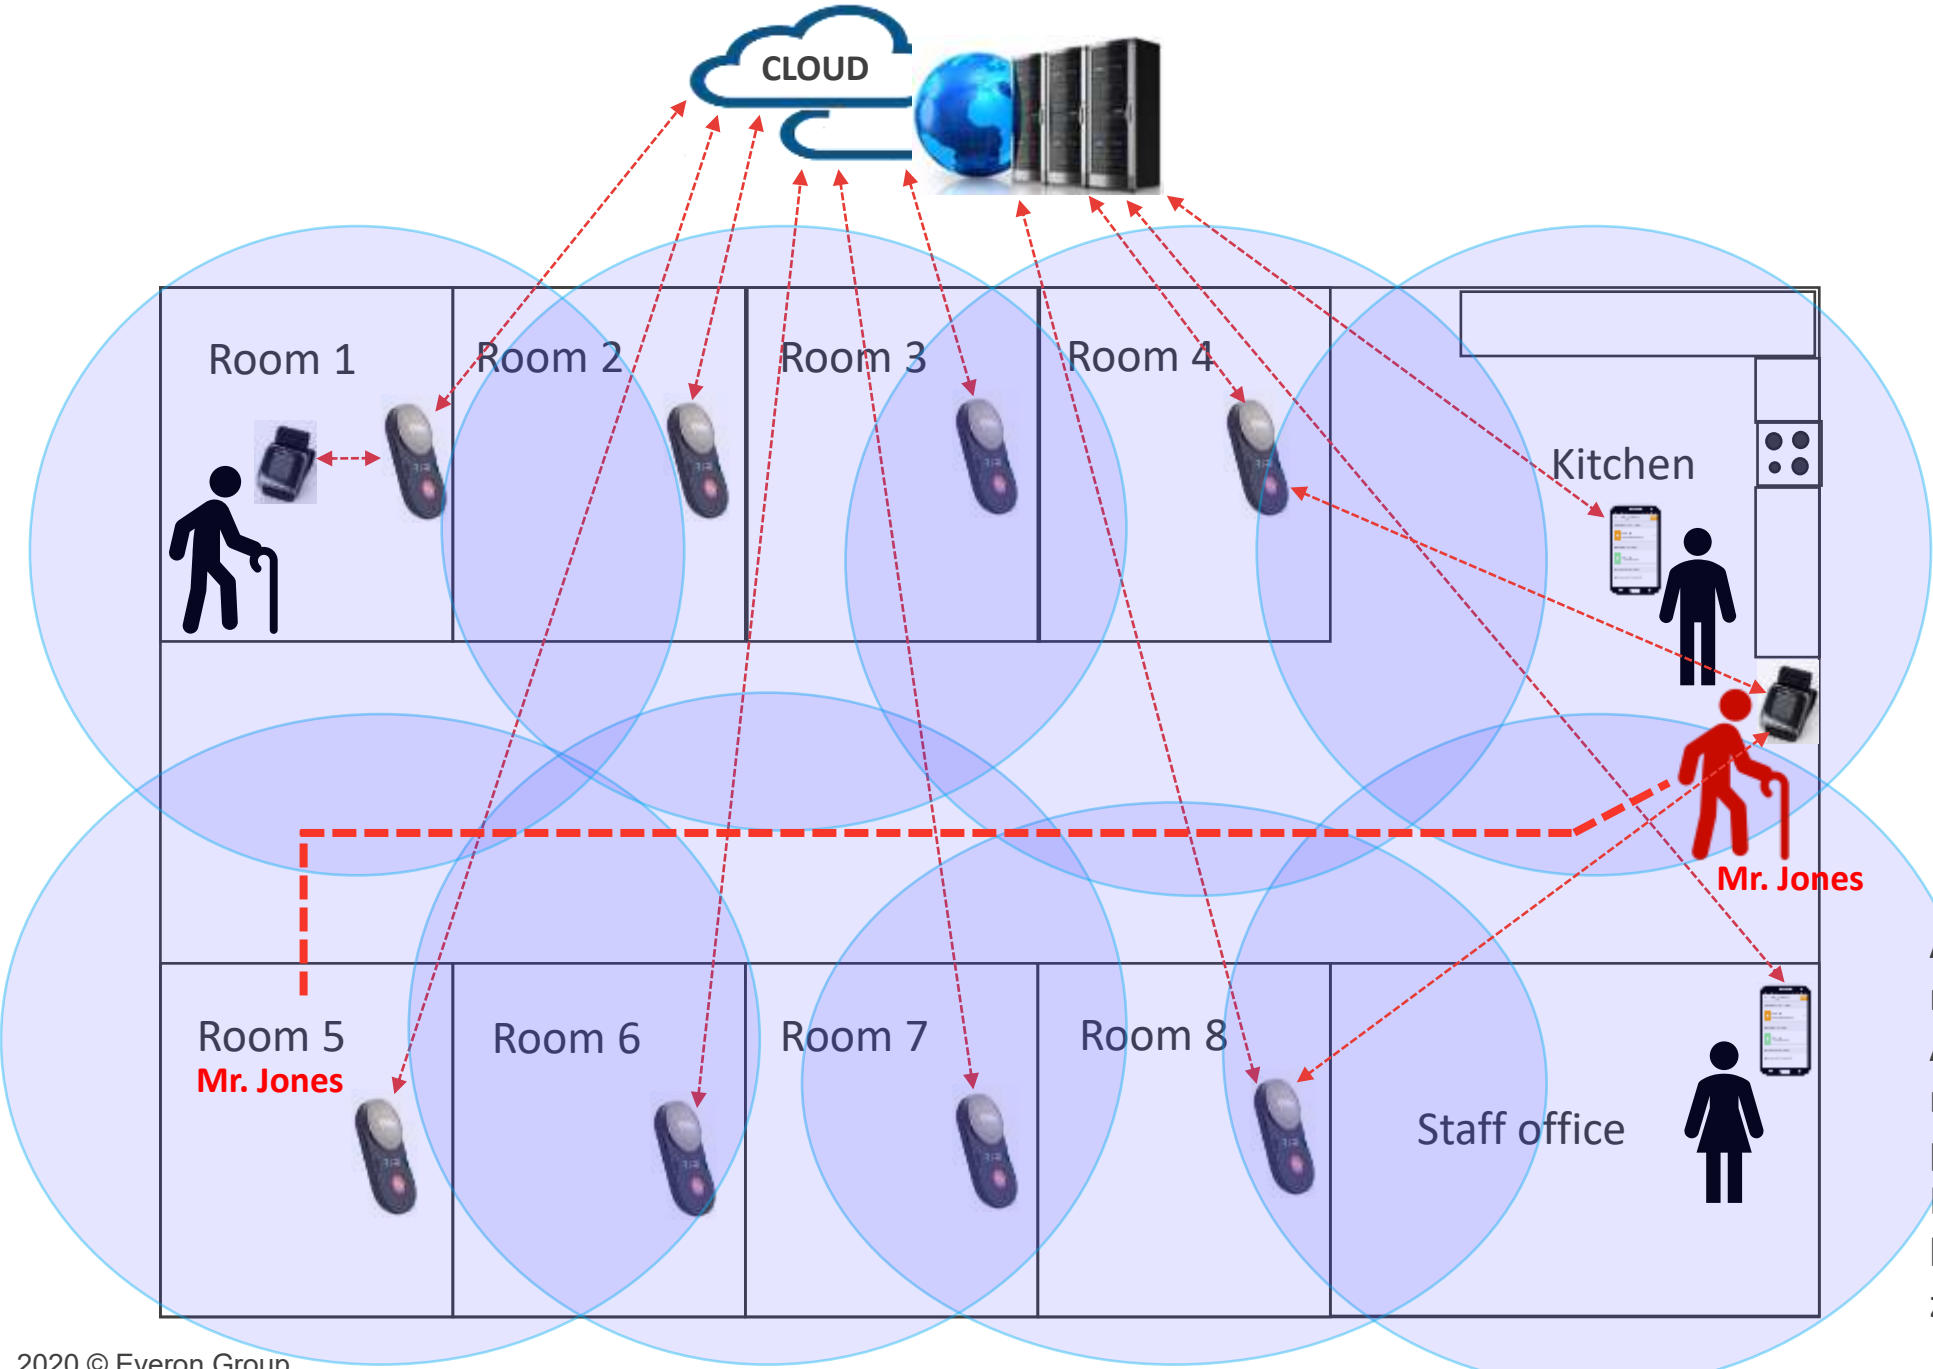 CLOUD
Room 1
Room 2
Room 3
Room 4
Kitchen
Mr. Jones
Room 5
Mr. Jones
Room 6
Room 7
Room 8
Staff office
2020 © Everon Group